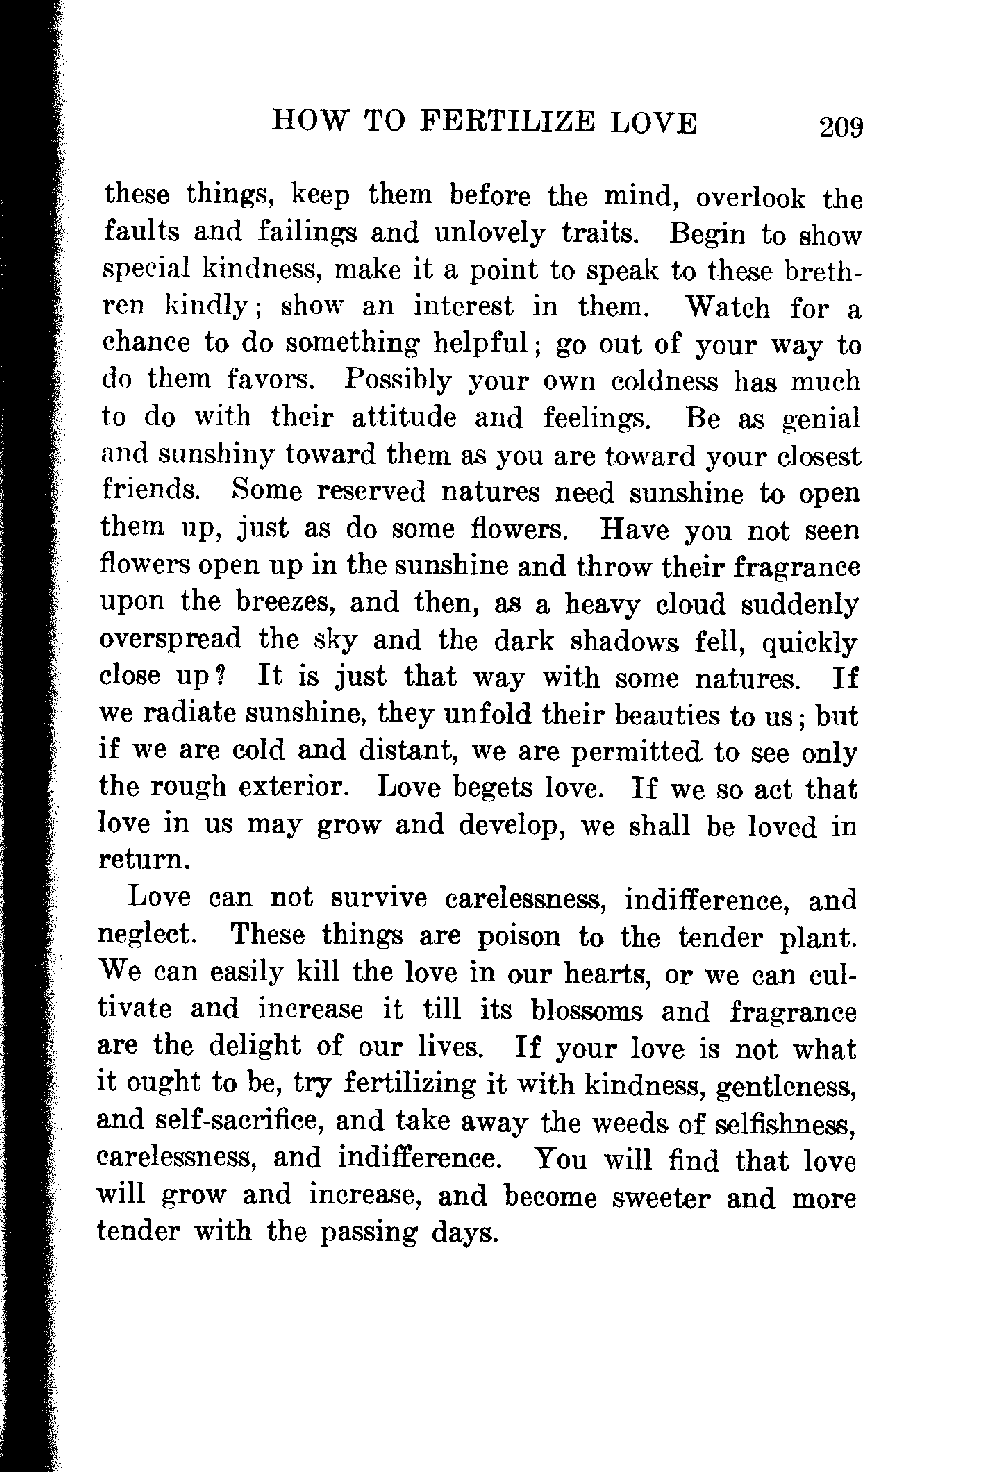 HOW TO FERTILIZE LOVE 209
these things, keep them before the mind, overlook the
faults and failings and unlovely traits. Begin to show
special kindness, make it a point to speak to these breth-
ren kindly; show an interest in them. Watch for a
chance to do something helpful; go out of your way to
do them favors. Possibly your own coldness has much
to do with their attitude and feelings. Be as genial
and sunshiny toward them as you are toward your closest
friends. Some reserved natures need sunshine to open
them up, just as do some flowers. Have you not seen
flowers open up in the sunshine and throw their fragrance
upon the breezes, and then, as a heavy cloud suddenly
overspread the sky and the dark shadows fell, quickly
close up? It is just that way with some natures. If
we radiate sunshine, they unfold their beauties to us; but
if we are cold and distant, we are permitted to see only
the rough exterior. Love begets love. If we so act that
love in us may grow and develop, we shall be loved in
return.
Love can not survive carelessness, indifference, and
neglect. These things are poison to the tender plant.
We can easily kill the love in our hearts, or we can cul-
tivate and increase it till its blossoms and fragrance
are the delight of our lives. If your love is not what
it ought to be, try fertilizing it with kindness, gentleness,
and self-sacrifice, and take away the weeds of selfishness,
carelessness, and indifference. You will find that love
will grow and increase, and become sweeter and more
tender with the passing days.